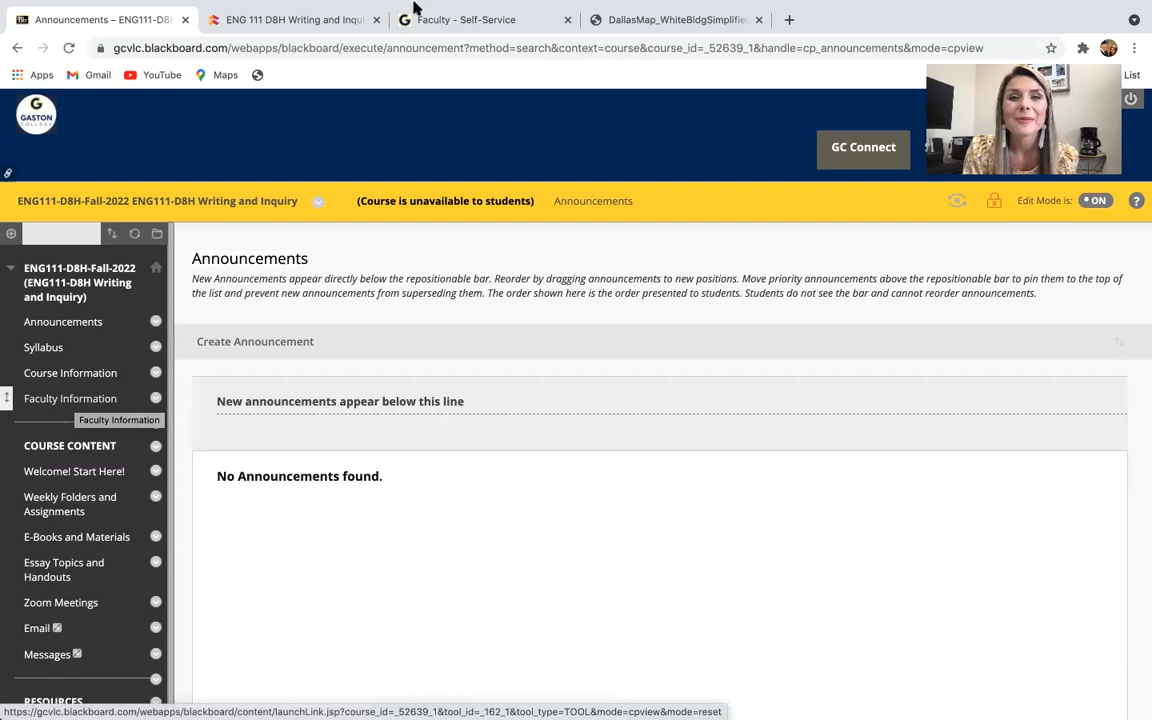 Announcements – ENG111-D8H
ENG 111 D8H Writing and Inqui
Faculty - Self-Service
DallasMap_WhiteBldgSimplifie
gcvlc.blackboard.com/webapps/blackboard/execute/announcement?method=search&context=course&course_id=_52639_1&handle=cp_announcements&mode=cpview
Apps
Gmail
YouTube
Maps
List
G
GASTON
COLLEGE
GC Connect
ENG111-D8H-Fall-2022 ENG111-D8H Writing and Inquiry
(Course is unavailable to students)
Announcements
Edit Mode is:
ON
?
ENG111-D8H-Fall-2022
(ENG111-D8H Writing
and Inquiry)
Announcements
Syllabus
Course Information
Faculty Information
Faculty Information
COURSE CONTENT
Welcome! Start Here!
Weekly Folders and
Assignments
E-Books and Materials
Essay Topics and
Handouts
Zoom Meetings
Email
Messages
RESOURCES
Announcements
New Announcements appear directly below the repositionable bar. Reorder by dragging announcements to new positions. Move priority announcements above the repositionable bar to pin them to the top of
the list and prevent new announcements from superseding them. The order shown here is the order presented to students. Students do not see the bar and cannot reorder announcements.
Create Announcement
New announcements appear below this line
No Announcements found.
https://gcvlc.blackboard.com/webapps/blackboard/content/launchLink.jsp?course_id=_52639_1&tool_id=_162_1&tool_type=TOOL&mode=cpview&mode=reset